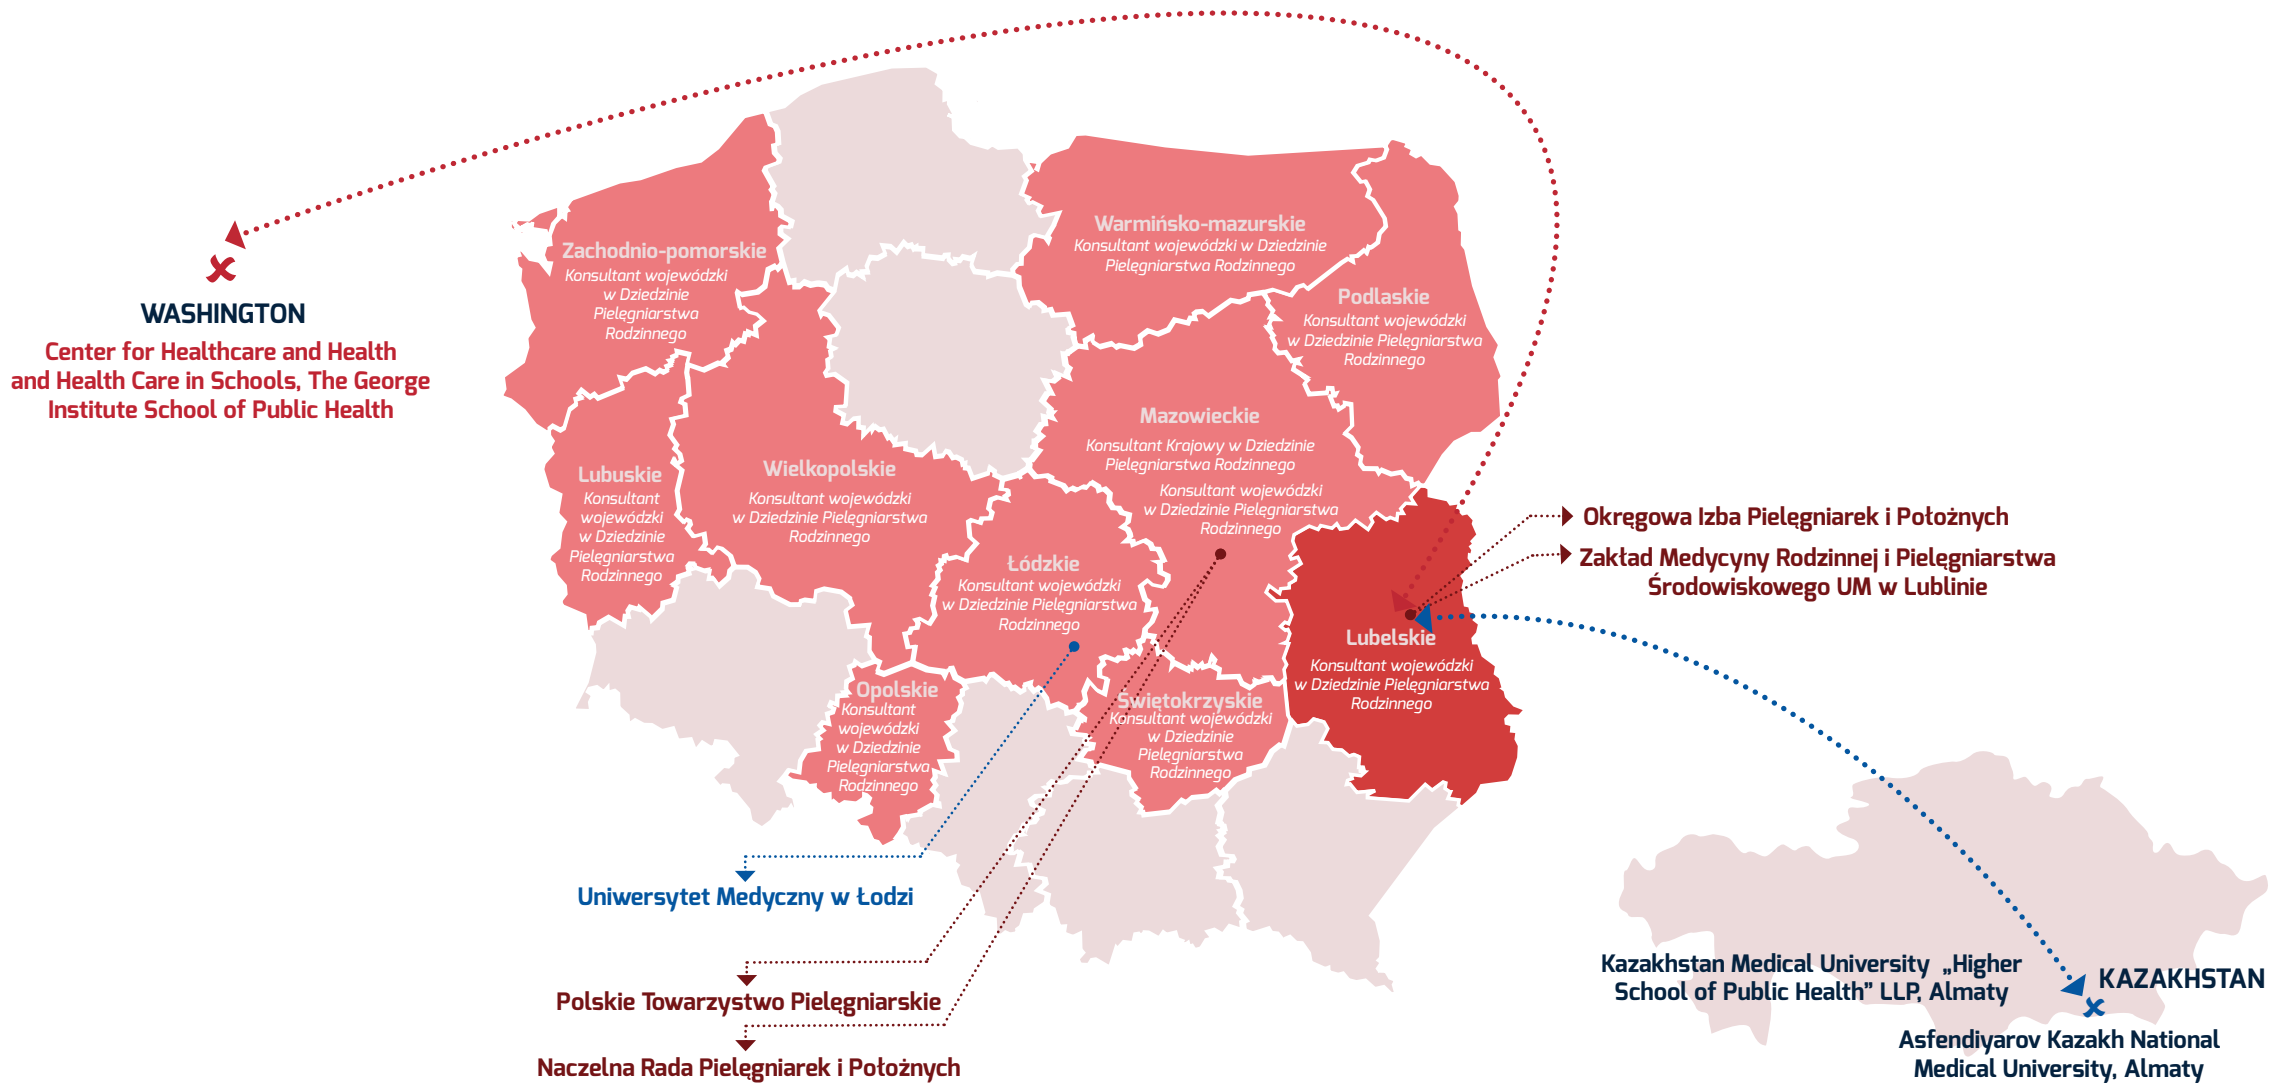 WASHINGTON
Center for Healthcare and Health
and Health Care in Schools, The George
Institute School of Public Health
Zachodnio-pomorskie
Konsultant wojewódzki
w Dziedzinie
Pielęgniarstwa
Rodzinnego
Warmińsko-mazurskie
Konsultant wojewódzki w Dziedzinie
Pielęgniarstwa Rodzinnego
Podlaskie
Konsultant wojewódzki
w Dziedzinie Pielęgniarstwa
Rodzinnego
Lubuskie
Konsultant
wojewódzki
w Dziedzinie
Pielęgniarstwa
Rodzinnego
Wielkopolskie
Konsultant wojewódzki
w Dziedzinie Pielęgniarstwa
Rodzinnego
Mazowieckie
Konsultant Krajowy w Dziedzinie
Pielęgniarstwa Rodzinnego
Konsultant wojewódzki
w Dziedzinie Pielęgniarstwa
Rodzinnego
Łódzkie
Konsultant wojewódzki
w Dziedzinie Pielęgniarstwa
Rodzinnego
Okręgowa Izba Pielęgniarek i Położnych
Zakład Medycyny Rodzinnej i Pielęgniarstwa
Środowiskowego UM w Lublinie
Lubelskie
Konsultant wojewódzki
w Dziedzinie Pielęgniarstwa
Rodzinnego
Opolskie
Konsultant
wojewódzki
w Dziedzinie
Pielęgniarstwa
Rodzinnego
Świętokrzyskie
Konsultant wojewódzki
w Dziedzinie
Pielęgniarstwa
Rodzinnego
Uniwersytet Medyczny w Łodzi
Polskie Towarzystwo Pielęgniarskie
Naczelna Rada Pielęgniarek i Położnych
Kazakhstan Medical University „Higher
School of Public Health” LLP, Almaty
KAZAKHSTAN
Asfendiyarov Kazakh National
Medical University, Almaty